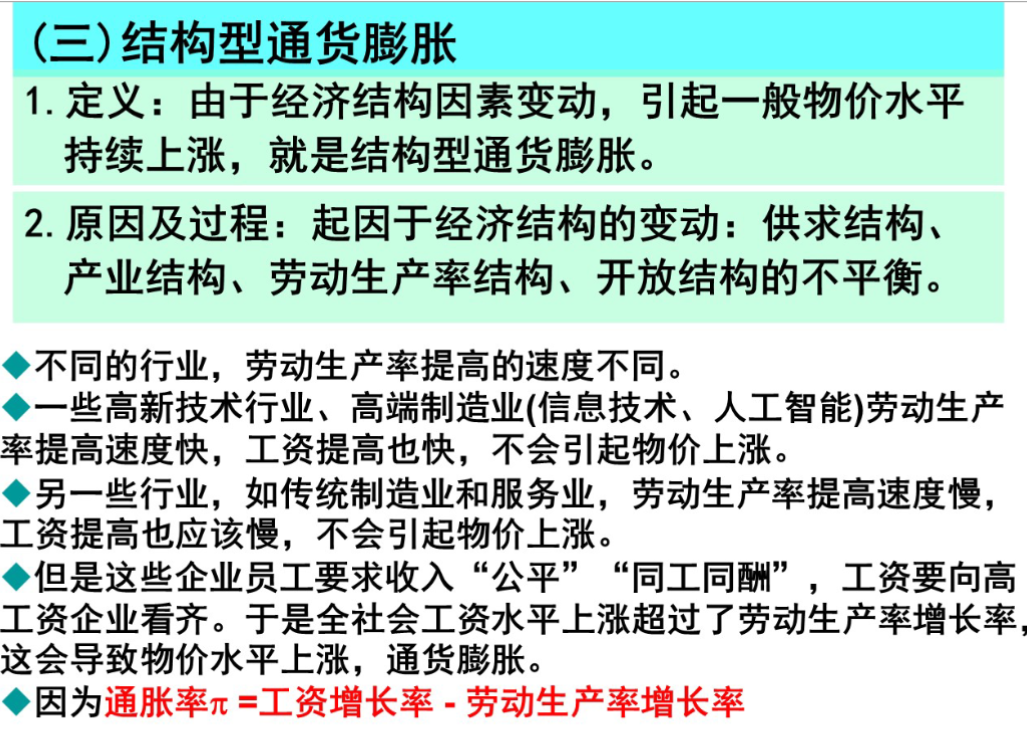 (三)结构型通货膨胀
1. 定义：由于经济结构因素变动，引起一般物价水平
持续上涨，就是结构型通货膨胀。
2. 原因及过程：起因于经济结构的变动：供求结构、
产业结构、劳动生产率结构、开放结构的不平衡。
◆不同的行业，劳动生产率提高的速度不同。
◆一些高新技术行业、高端制造业(信息技术、人工智能)劳动生产
率提高速度快，工资提高也快，不会引起物价上涨。
◆另一些行业，如传统制造业和服务业，劳动生产率提高速度慢，
工资提高也应该慢，不会引起物价上涨。
◆但是这些企业员工要求收入“公平”“同工同酬”，工资要向高
工资企业看齐。于是全社会工资水平上涨超过了劳动生产率增长率，
这会导致物价水平上涨，通货膨胀。
◆因为通胀率π =工资增长率 - 劳动生产率增长率